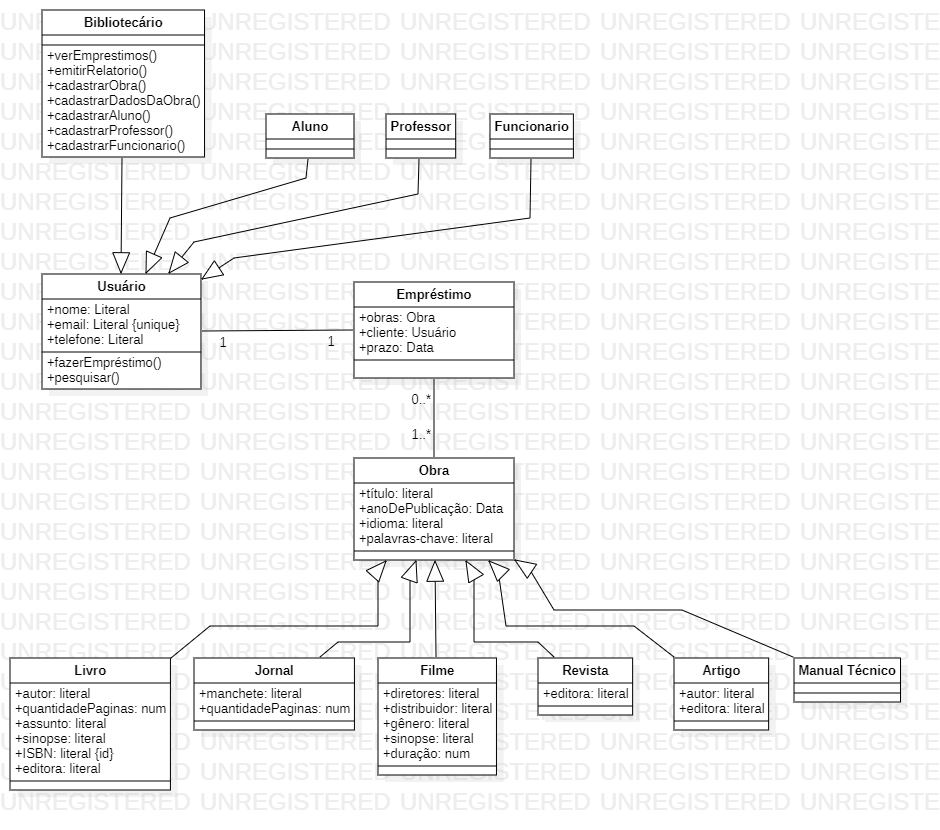 Bibliotecário
+verEmprestimos()
+emitirRelatorio()
+cadastrarObra()
+cadastrarDadosDaObra()
+cadastrarAluno()
+cadastrarProfessor()
+cadastrarFuncionario()
Aluno
Professor
Funcionario
Usuário
+nome: Literal
+email: Literal {unique}
+telefone: Literal
+fazerEmpréstimo()
+pesquisar()
1
1
Empréstimo
+obras: Obra
+cliente: Usuário
+prazo: Data
0..*
1..*
Obra
+título: literal
+anoDePublicação: Data
+idioma: literal
+palavras-chave: literal
Livro
+autor: literal
+quantidadePaginas: num
+assunto: literal
+sinopse: literal
+ISBN: literal {id}
+editora: literal
Jornal
+manchete: literal
+quantidadePaginas: num
Filme
+diretores: literal
+distribuidor: literal
+gênero: literal
+sinopse: literal
+duração: num
Revista
+editora: literal
Artigo
+autor: literal
+editora: literal
Manual Técnico
UNREGISTERED